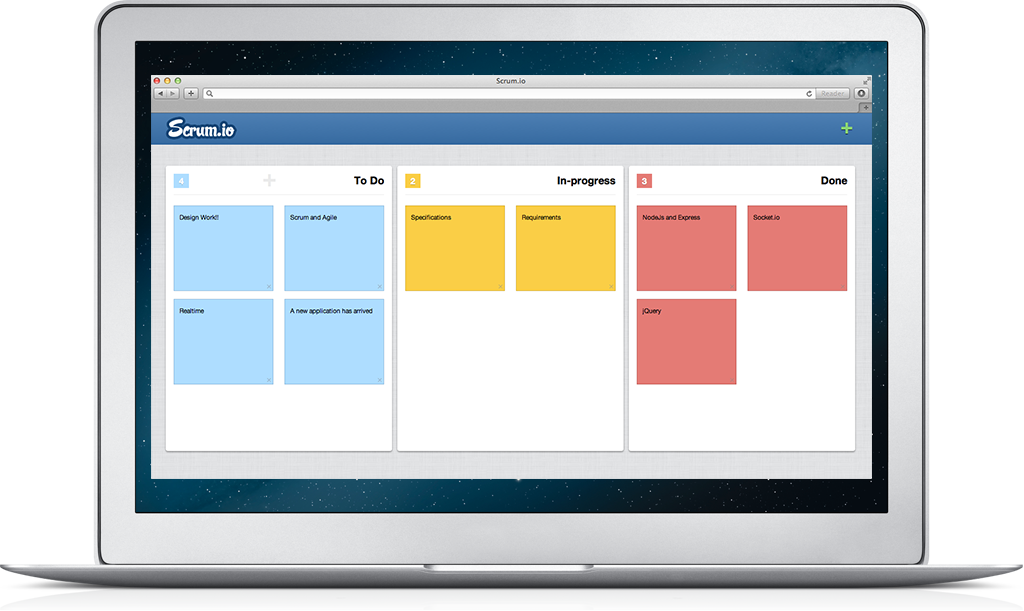 Scrum.io
Reader
Scrum.io
4
To Do
2
In-progress
3
Done
Design Work!!
Scrum and Agile
Specifications
Requirements
NodeJs and Express
Socket.io
Realtime
A new application has arrived
jQuery